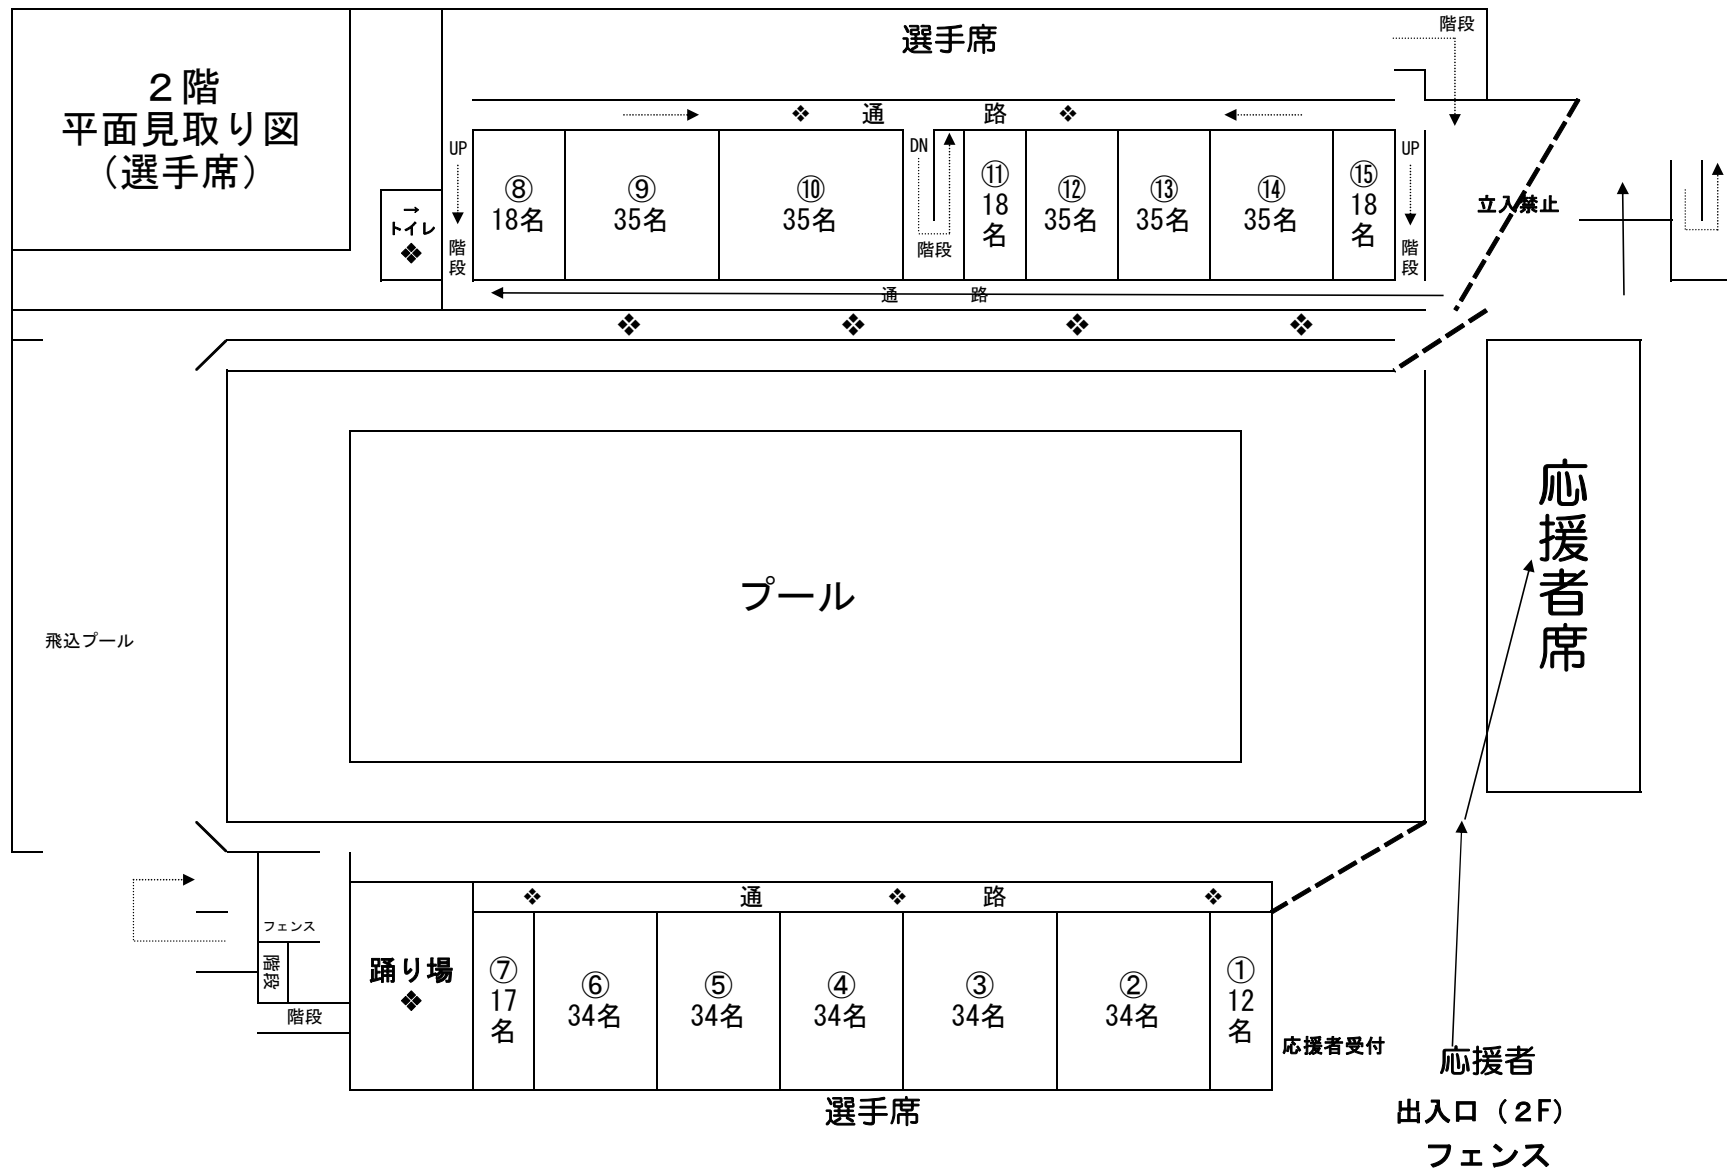 ２階
平面見取り図
（選手席）
選手席
階段
❖ 通 路 ❖
UP
DN
UP
⑧
18名
⑨
35名
⑩
35名
⑪
18
名
⑫
35名
⑬
35名
⑭
35名
⑮
18
名
→
トイレ
❖
階
段
階段
階
段
立入禁止
通 路
❖ ❖ ❖ ❖
プール
飛込プール
応
援
者
席
❖ 通 ❖ 路 ❖
フェンス
階段
階段
踊り場
❖
⑦
17
名
⑥
34名
⑤
34名
④
34名
③
34名
②
34名
①
12
名
応援者受付
選手席
応援者
出入口（２F）
フェンス